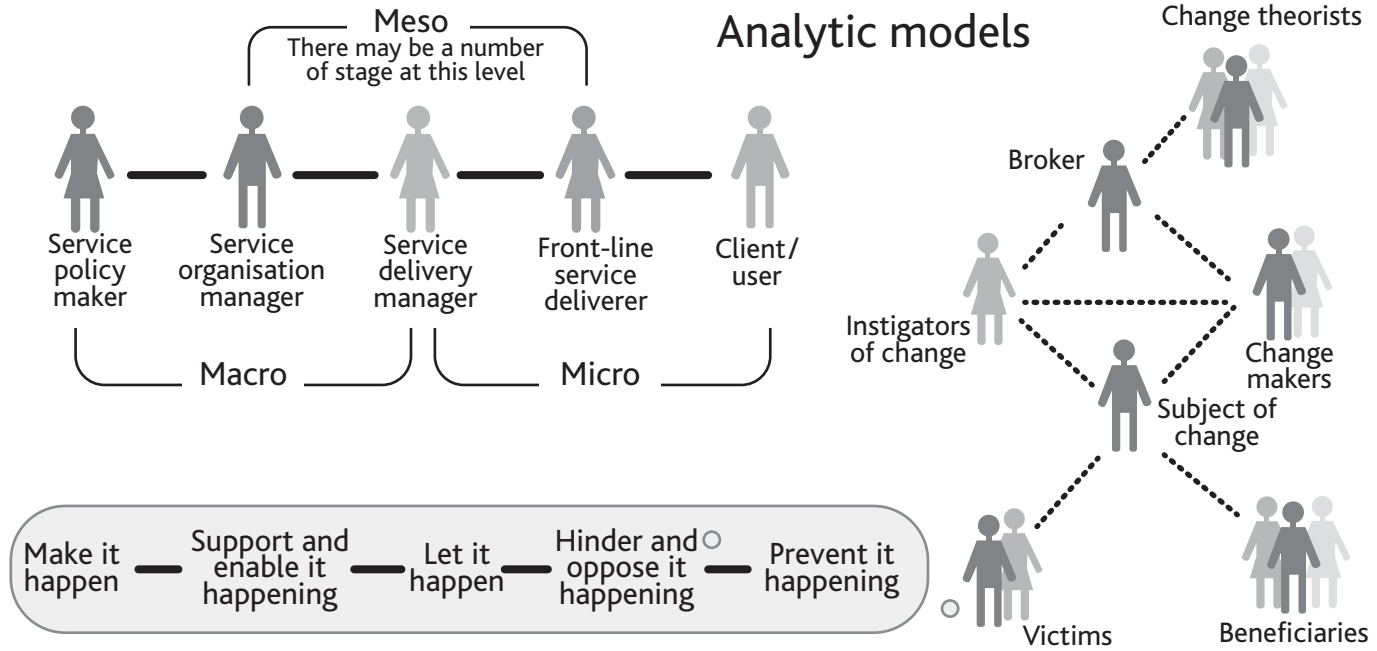 Analytic models
Meso
There may be a number
of stage at this level
Service
policy
maker
Service
organisation
manager
Service
delivery
manager
Front-line
service
deliverer
Client/
user
Macro
Micro
Change theorists
Broker
Instigators
of change
Change
makers
Subject of
change
Victims
Beneficiaries
Make it
happen
Support and
enable it
happening
Let it
happen
Hinder and
oppose it
happening
Prevent it
happening